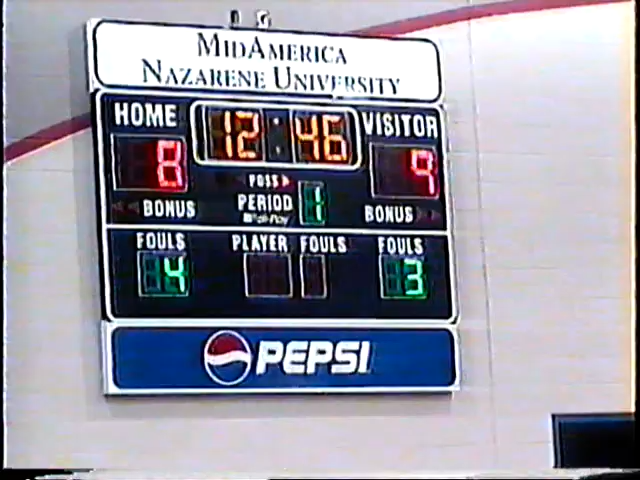 MIDAMERICA
NAZARENE UNIVERSITY
HOME 12:46 VISITOR
8 9
POSS
PERIOD 1
BONUS BONUS
FOULS PLAYER FOULS FOULS
4 3
PEPSI